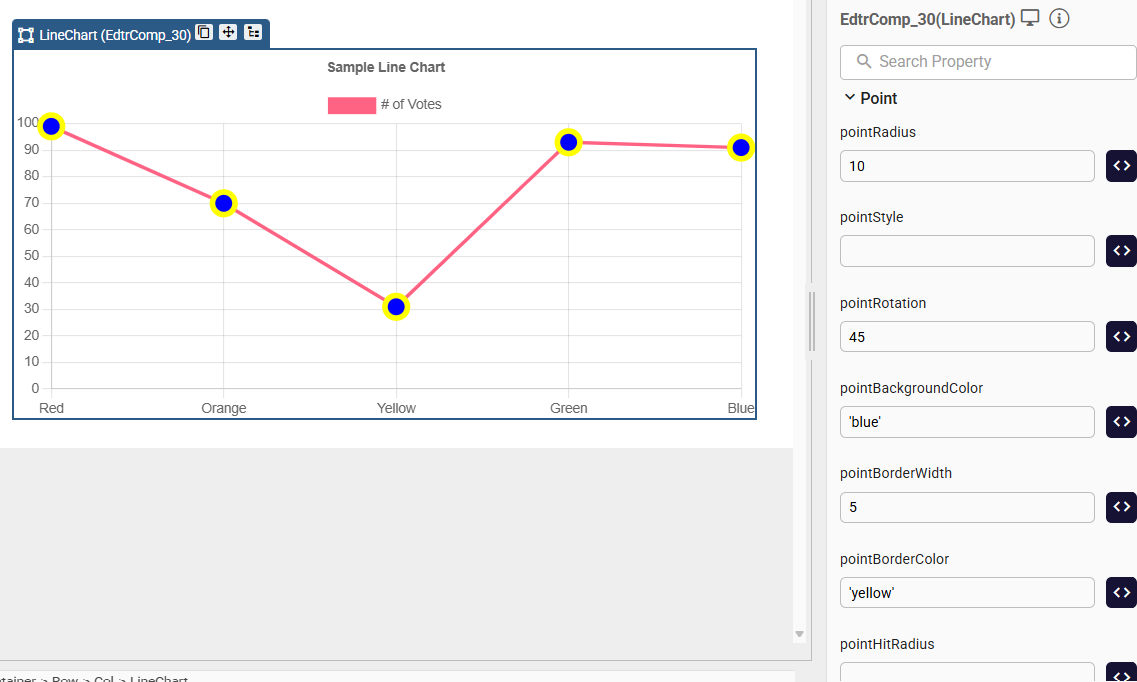 LineChart (EdtrComp_30)
Sample Line Chart
# of Votes
100
90
80
70
60
50
40
30
20
10
0
Red Orange Yellow Green Blue
Container > Row > Col > LineChart
EdtrComp_30(LineChart)
Search Property
Point
pointRadius
10
pointStyle
pointRotation
45
pointBackgroundColor
'blue'
pointBorderWidth
5
pointBorderColor
'yellow'
pointHitRadius